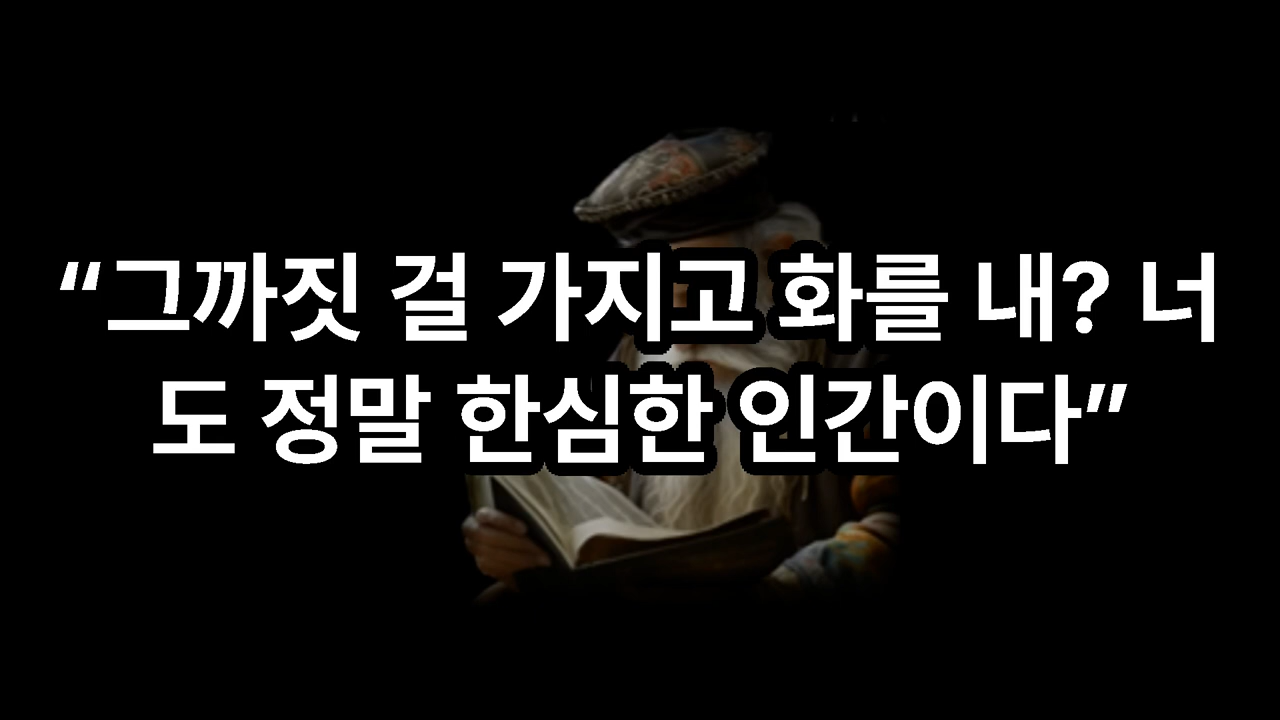 “그까짓 걸 가지고 화를 내? 너
도 정말 한심한 인간이다”